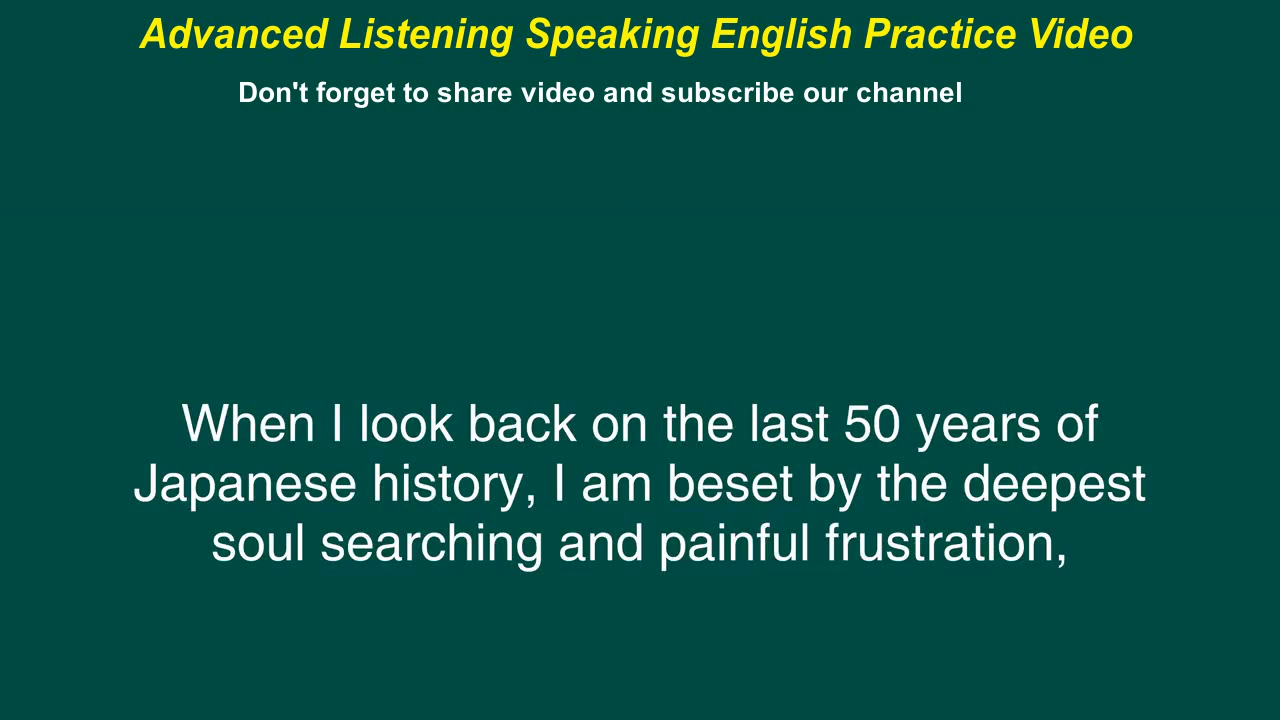 Advanced Listening Speaking English Practice Video
Don't forget to share video and subscribe our channel
When I look back on the last 50 years of
Japanese history, I am beset by the deepest
soul searching and painful frustration,